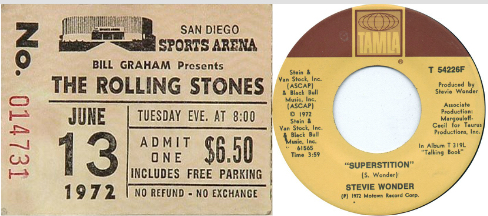 No. 014731
SAN DIEGO
SPORTS ARENA
BILL GRAHAM Presents
THE ROLLING STONES
JUNE
13
1972
TUESDAY EVE. AT 8:00
ADMIT
ONE
$6.50
INCLUDES FREE PARKING
NO REFUND - NO EXCHANGE
TAMLA
T 54226F
Stein &
Van Stock, Inc.
(ASCAP)
& Black Bull
Music, Inc.
(ASCAP)
© 1972
Stein &
Van Stock, Inc.
& Black Bull
Music, Inc.
61565
Time 3:59
Produced by
Stevie Wonder
Associate
Production:
Margouleff-
Cecil for Taurus
Productions, Inc.
In Album T 319L
"Talking Book"
"SUPERSTITION"
(S. Wonder)
STEVIE WONDER
℗ 1972 Motown Record Corp.